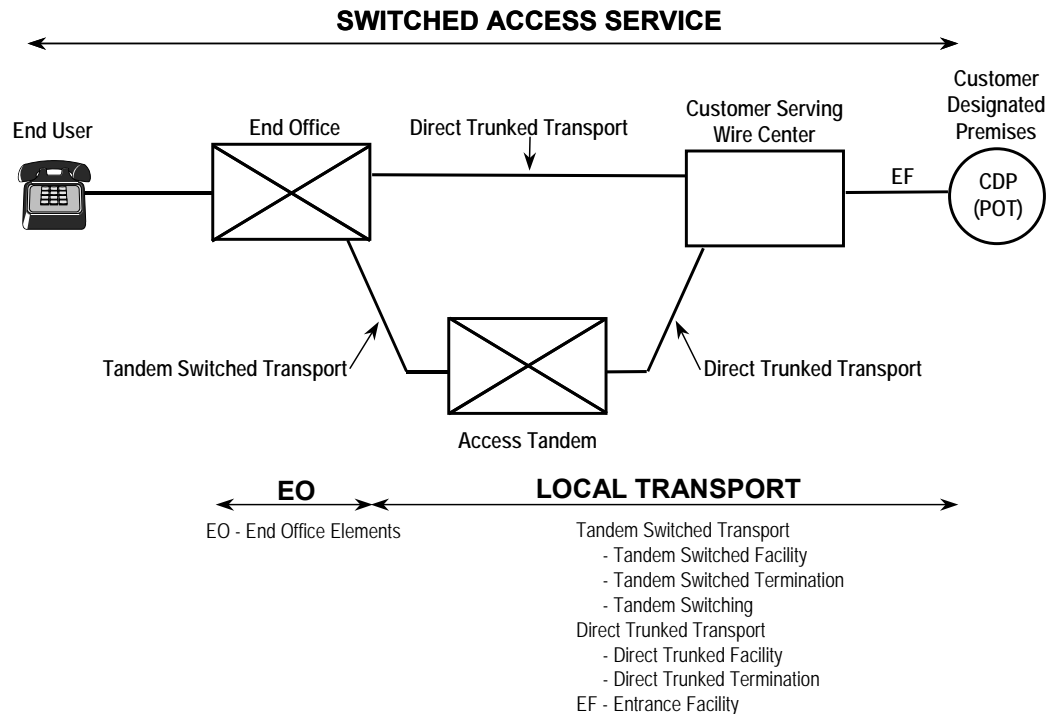 SWITCHED ACCESS SERVICE
Customer
Designated
Premises
End User
End Office
Direct Trunked Transport
Customer Serving
Wire Center
EF
CDP
(POT)
Tandem Switched Transport
Direct Trunked Transport
Access Tandem
EO
LOCAL TRANSPORT
EO - End Office Elements
Tandem Switched Transport
- Tandem Switched Facility
- Tandem Switched Termination
- Tandem Switching
Direct Trunked Transport
- Direct Trunked Facility
- Direct Trunked Termination
EF - Entrance Facility